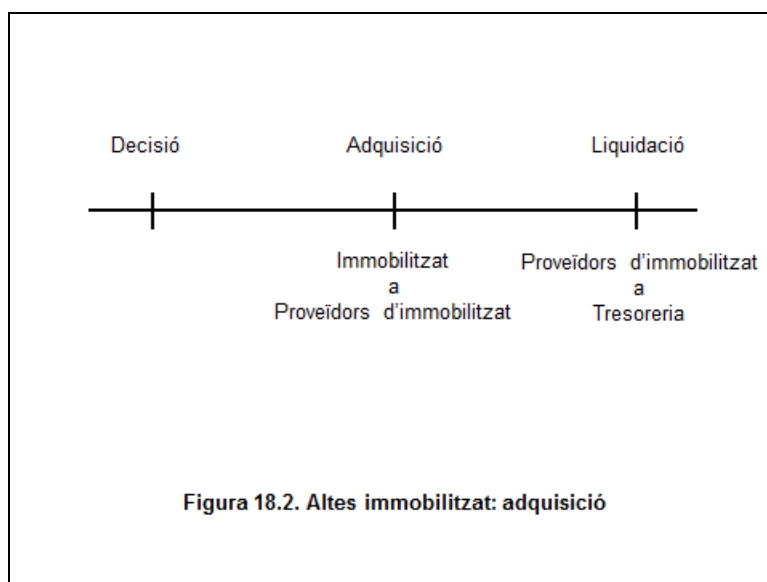 Decisió Adquisició Liquidació
Immobilitzat
a
Proveïdors d'immobilitzat
Proveïdors d'immobilitzat
a
Tresoreria
Figura 18.2. Altes immobilitzat: adquisició